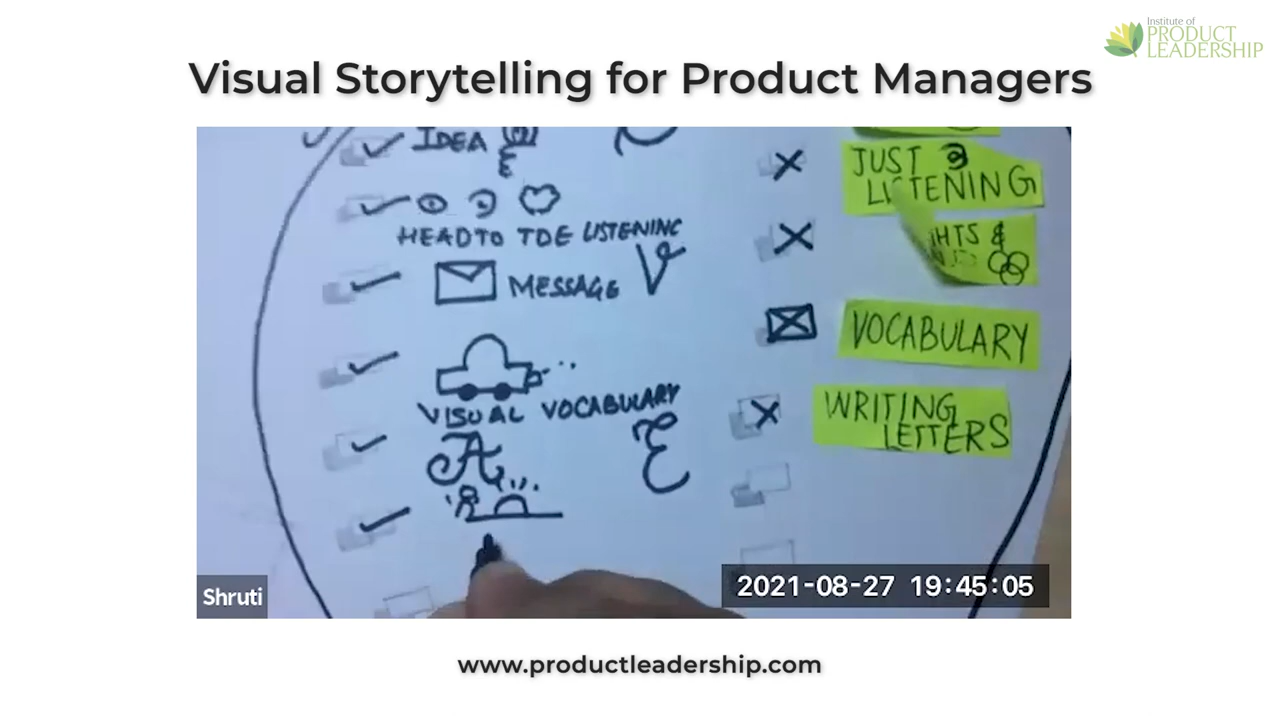 Institute of
PRODUCT
LEADERSHIP
Visual Storytelling for Product Managers
IDEA
HEAD TO TOE LISTENING
MESSAGE
VISUAL VOCABULARY
A E
JUST
LISTENING
HTS &
VOCABULARY
WRITING
LETTERS
Shruti
2021-08-27 19:45:05
www.productleadership.com